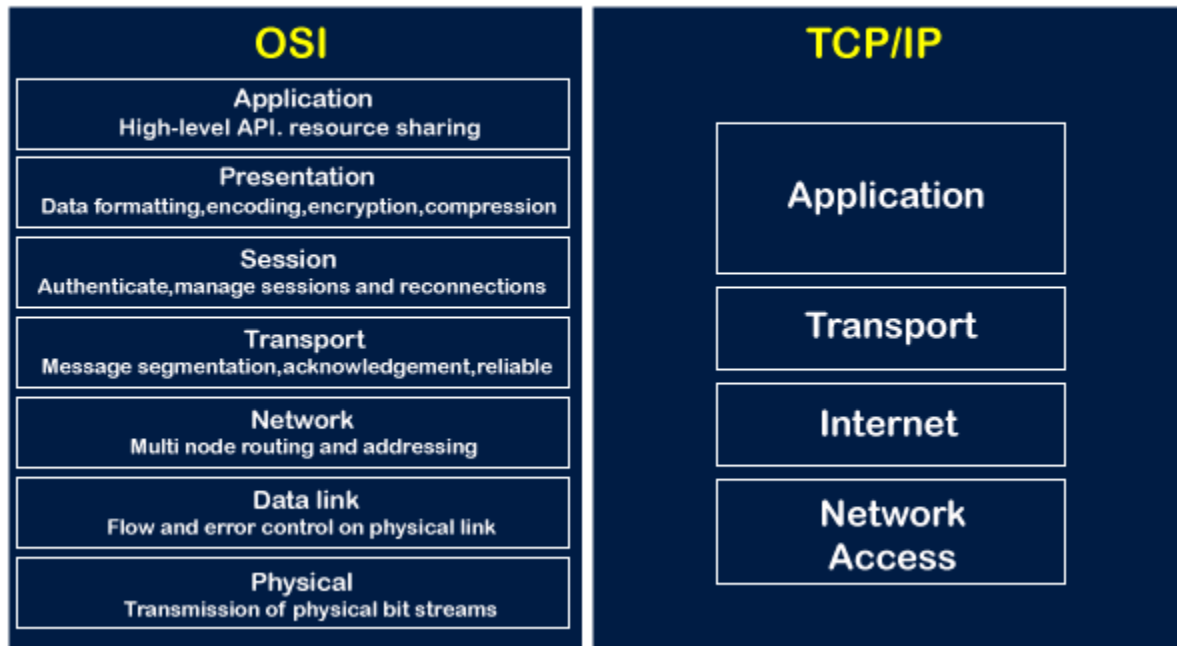 OSI
Application
High-level API. resource sharing
Presentation
Data formatting,encoding,encryption,compression
Session
Authenticate,manage sessions and reconnections
Transport
Message segmentation,acknowledgement,reliable
Network
Multi node routing and addressing
Data link
Flow and error control on physical link
Physical
Transmission of physical bit streams
TCP/IP
Application
Transport
Internet
Network
Access